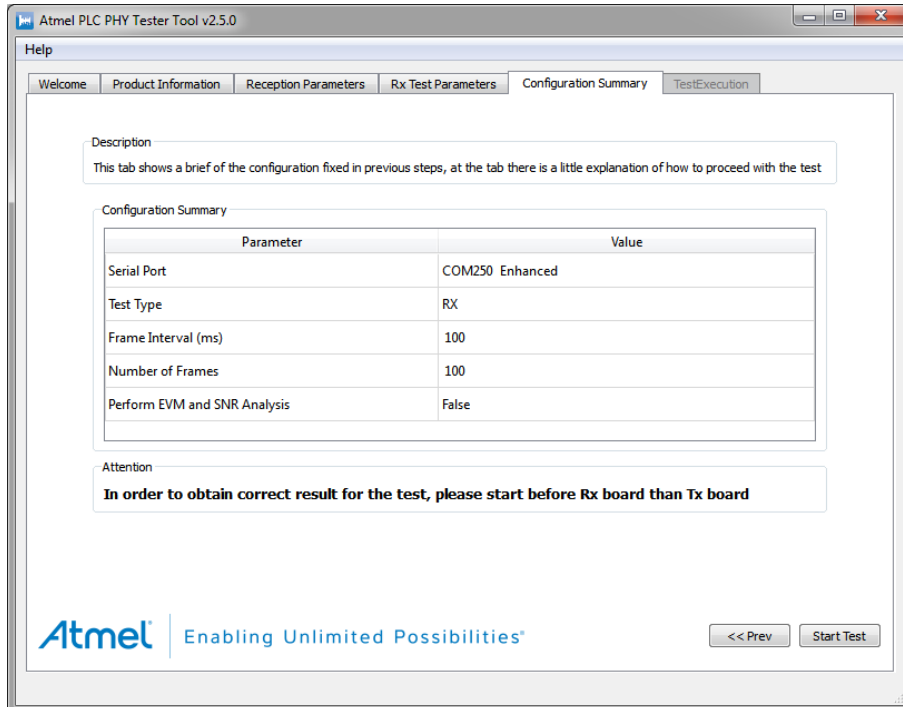 Atmel PLC PHY Tester Tool v2.5.0
Help
Welcome Product Information Reception Parameters Rx Test Parameters Configuration Summary TestExecution
Description
This tab shows a brief of the configuration fixed in previous steps, at the tab there is a little explanation of how to proceed with the test
Configuration Summary
Parameter Value
Serial Port COM250 Enhanced
Test Type RX
Frame Interval (ms) 100
Number of Frames 100
Perform EVM and SNR Analysis False
Attention
In order to obtain correct result for the test, please start before Rx board than Tx board
Atmel Enabling Unlimited Possibilities®
<< Prev Start Test